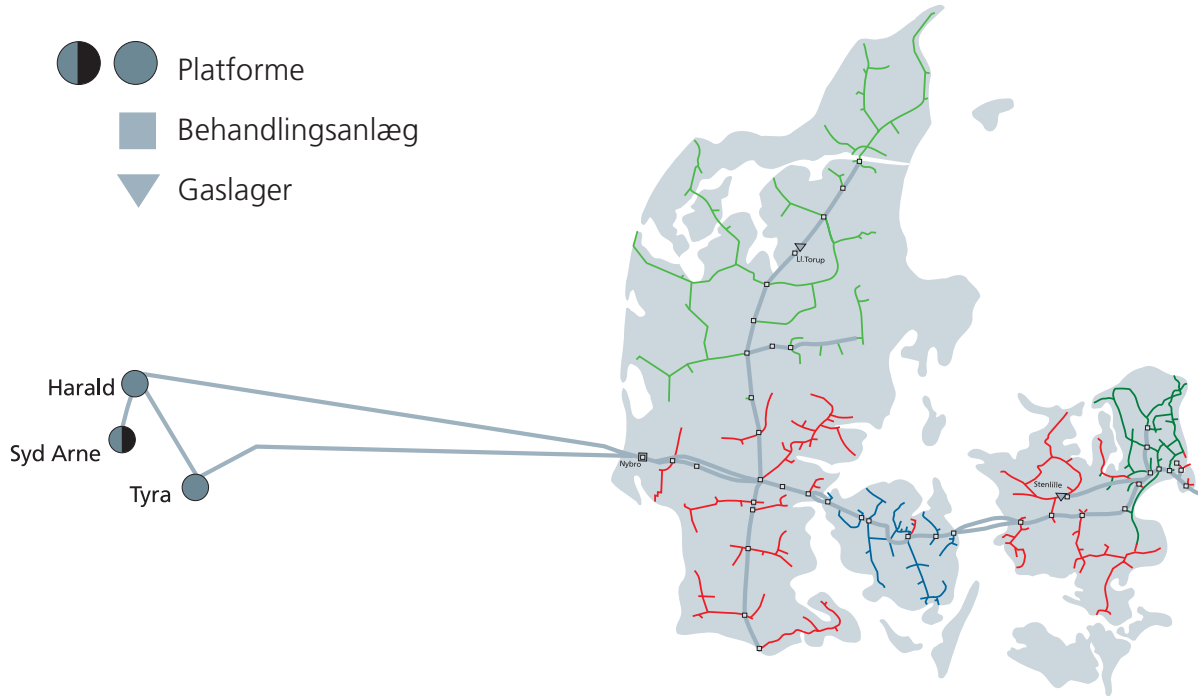 Platforme
Behandlingsanlæg
Gaslager
Ll.Torup
Harald
Syd Arne
Tyra
Nybro
Stenlille